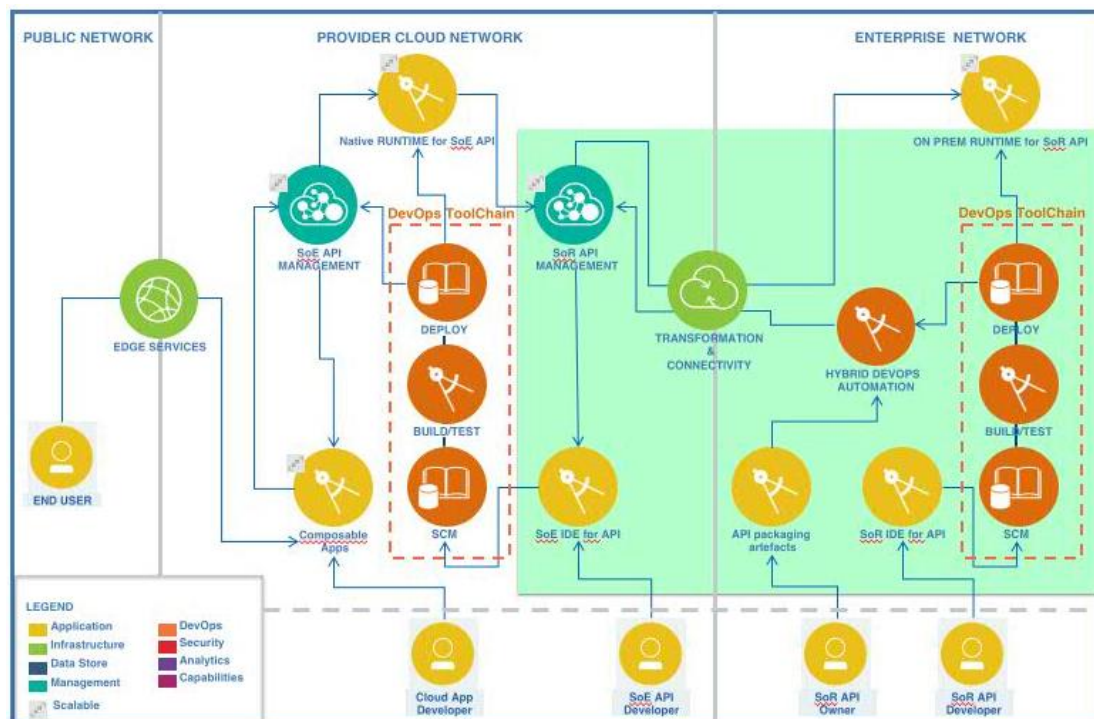 PUBLIC NETWORK
PROVIDER CLOUD NETWORK
ENTERPRISE NETWORK
Native RUNTIME for SoE API
ON PREM RUNTIME for SoR API
DevOps ToolChain
DevOps ToolChain
SoE API
MANAGEMENT
SoR API
MANAGEMENT
EDGE SERVICES
DEPLOY
TRANSFORMATION
&
CONNECTIVITY
HYBRID DEVOPS
AUTOMATION
DEPLOY
BUILD/TEST
BUILD/TEST
END USER
Composable
Apps
SCM
SoE IDE for API
API packaging
artefacts
SoR IDE for API
SCM
LEGEND
Application
Infrastructure
Data Store
Management
Scalable
DevOps
Security
Analytics
Capabilities
Cloud App
Developer
SoE API
Developer
SoR API
Owner
SoR API
Developer